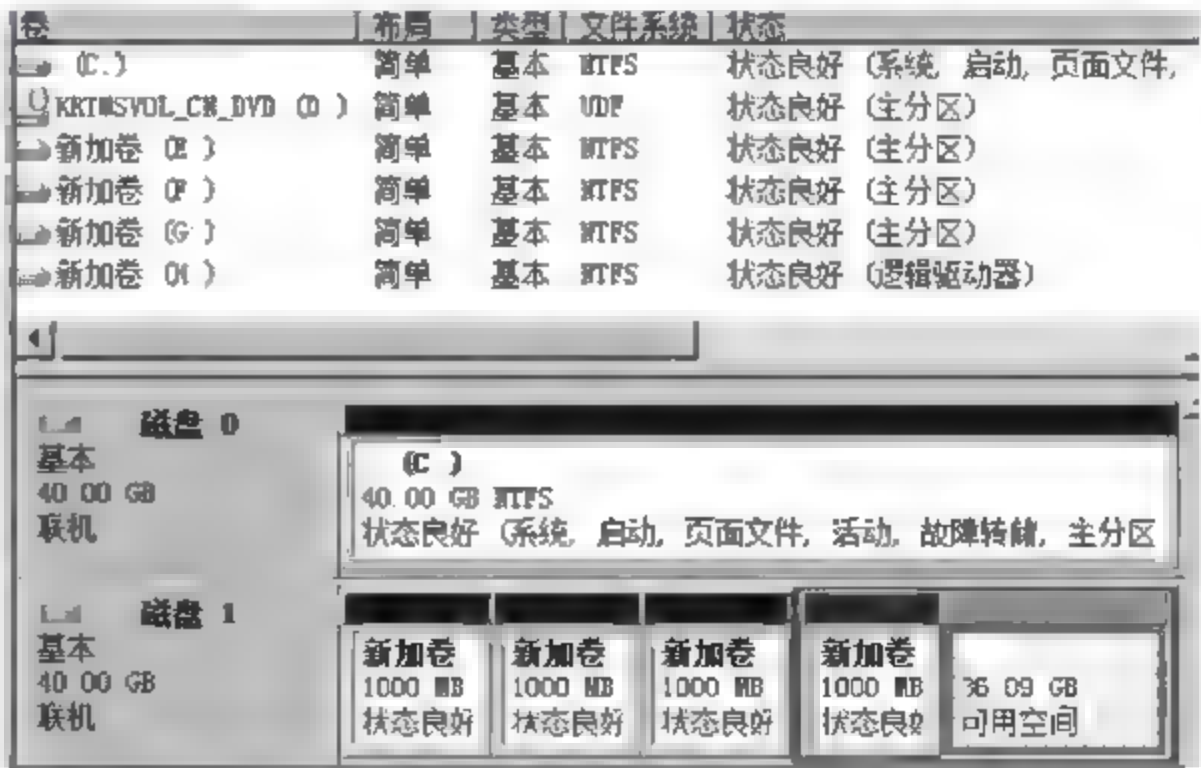 卷 布局 类型 文件系统 状态
(C:) 简单 基本 NTFS 状态良好 (系统, 启动, 页面文件,
KRTMSVOL_CN_DVD (D:) 简单 基本 UDF 状态良好 (主分区)
新加卷 (E:) 简单 基本 NTFS 状态良好 (主分区)
新加卷 (F:) 简单 基本 NTFS 状态良好 (主分区)
新加卷 (G:) 简单 基本 NTFS 状态良好 (主分区)
新加卷 (H:) 简单 基本 NTFS 状态良好 (逻辑驱动器)
磁盘 0
基本
40.00 GB
联机
(C:)
40.00 GB NTFS
状态良好 (系统, 启动, 页面文件, 活动, 故障转储, 主分区
磁盘 1
基本
40.00 GB
联机
新加卷 新加卷 新加卷 新加卷
1000 MB 1000 MB 1000 MB 1000 MB 36.09 GB
状态良好 状态良好 状态良好 状态良好 可用空间